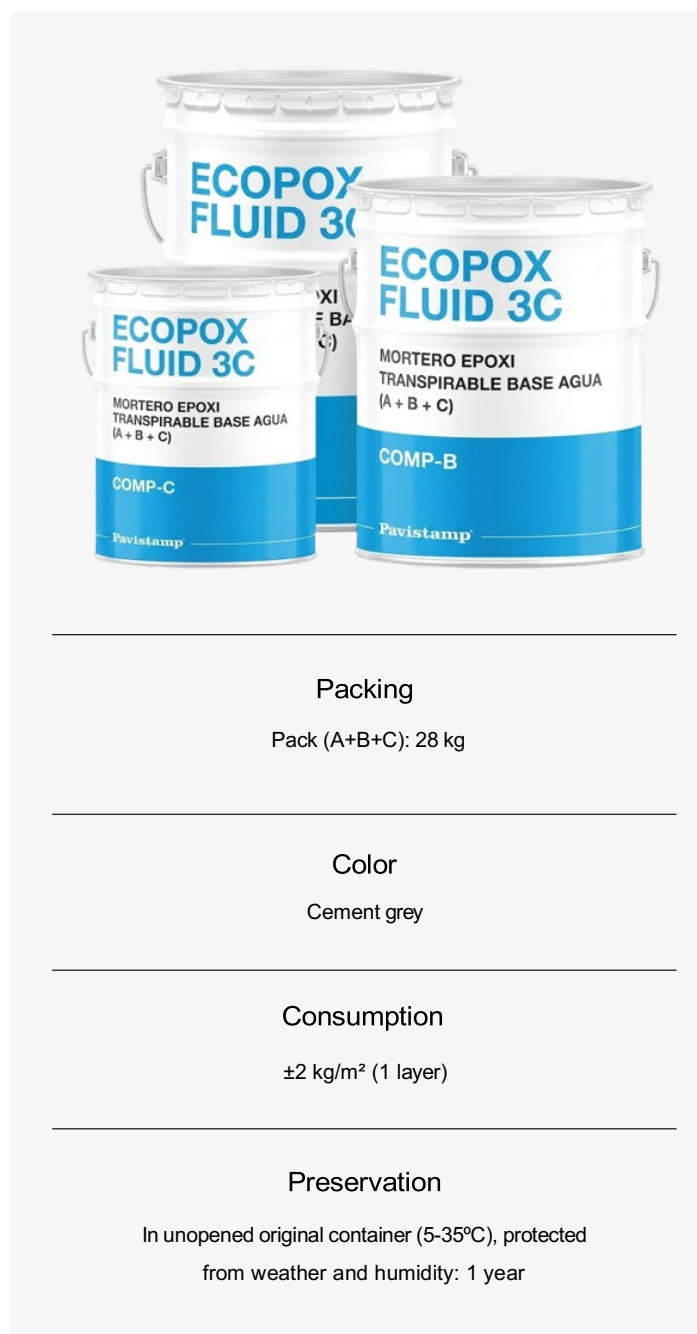 ECOPOX
FLUID 3C
ECOPOX
FLUID 3C
MORTERO EPOXI
TRANSPIRABLE BASE AGUA
(A + B + C)
COMP-B
Pavistamp
ECOPOX
FLUID 3C
MORTERO EPOXI
TRANSPIRABLE BASE AGUA
(A + B + C)
COMP-C
Pavistamp
Packing
Pack (A+B+C): 28 kg
Color
Cement grey
Consumption
±2 kg/m² (1 layer)
Preservation
In unopened original container (5-35ºC), protected
from weather and humidity: 1 year